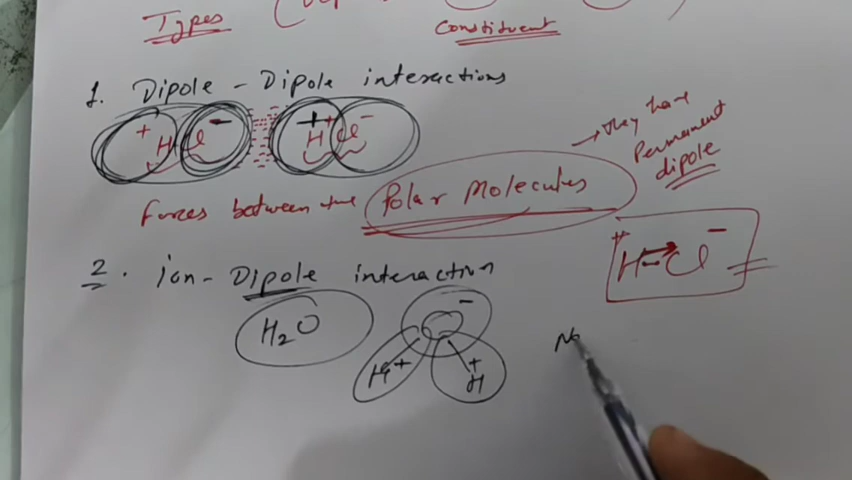 Types
Constituent
1. Dipole - Dipole interactions
+ H Cl - + H Cl -
→ They have
Permanent
dipole
Forces between the Polar Molecules
+ H → Cl -
2. ion - Dipole interaction
H2O
-
O
H + + H
N